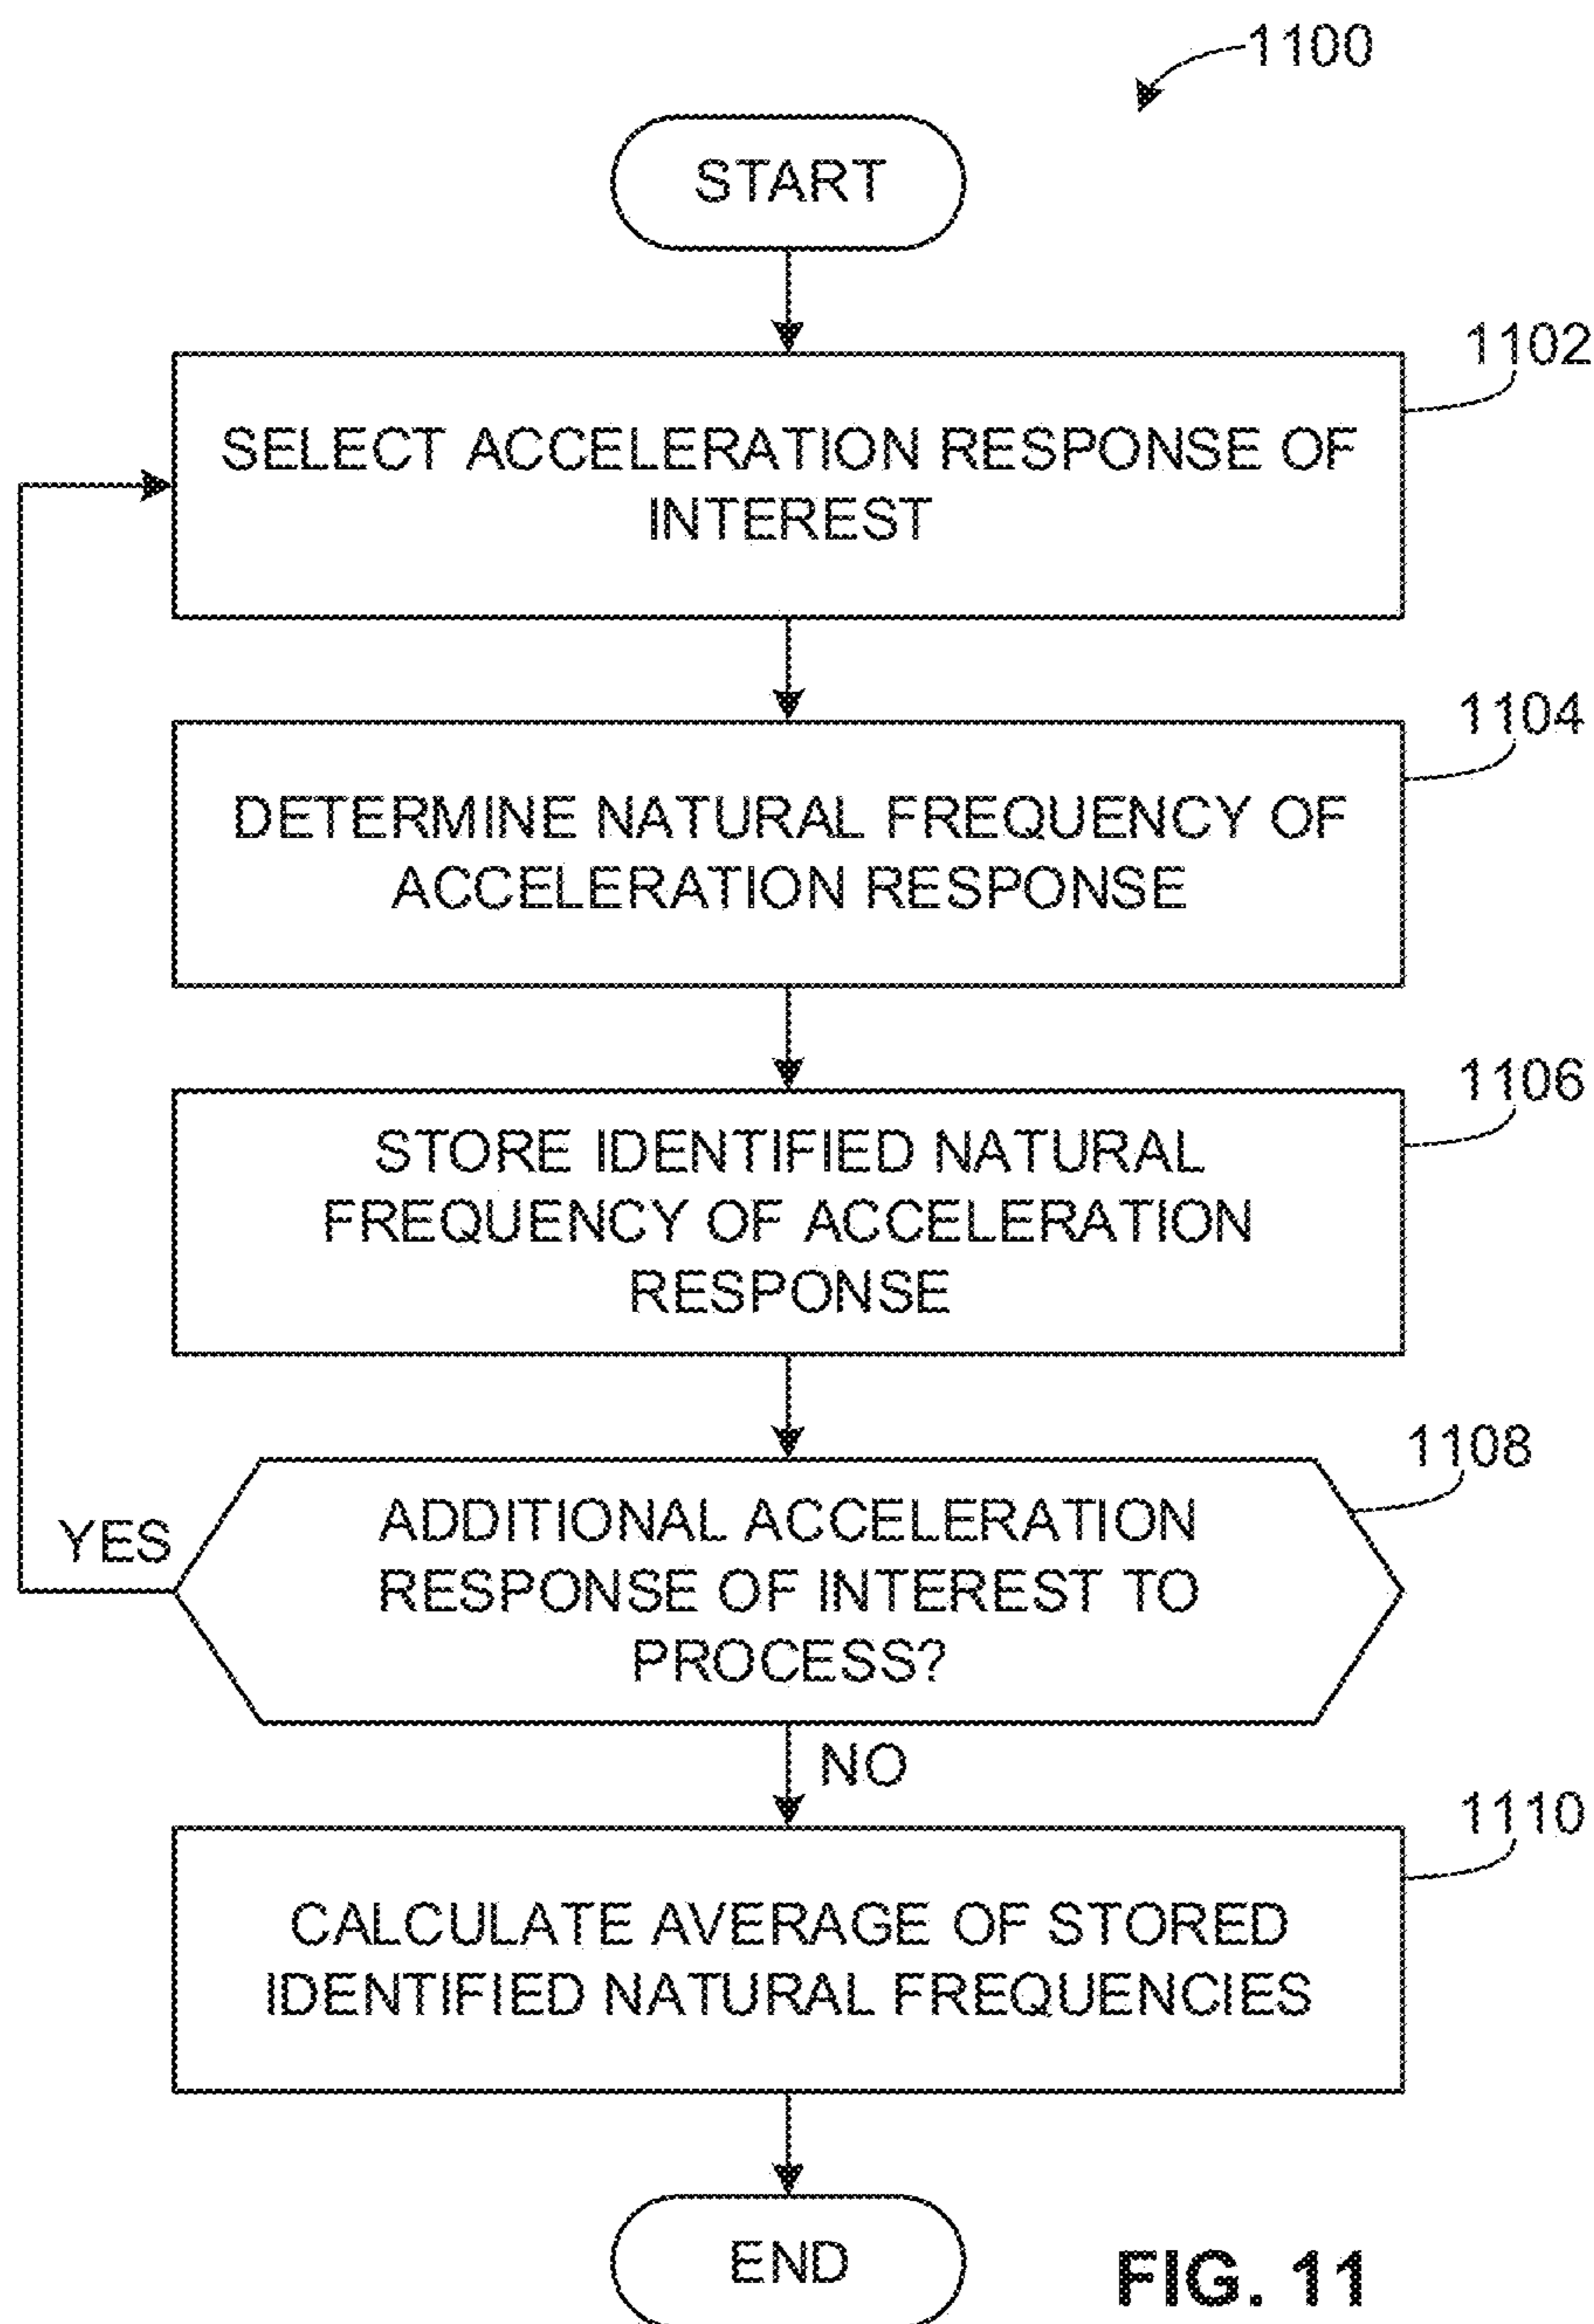 1100
START
1102
SELECT ACCELERATION RESPONSE OF
INTEREST
1104
DETERMINE NATURAL FREQUENCY OF
ACCELERATION RESPONSE
1106
STORE IDENTIFIED NATURAL
FREQUENCY OF ACCELERATION
RESPONSE
1108
ADDITIONAL ACCELERATION
RESPONSE OF INTEREST TO
PROCESS?
YES
NO
1110
CALCULATE AVERAGE OF STORED
IDENTIFIED NATURAL FREQUENCIES
END
FIG. 11